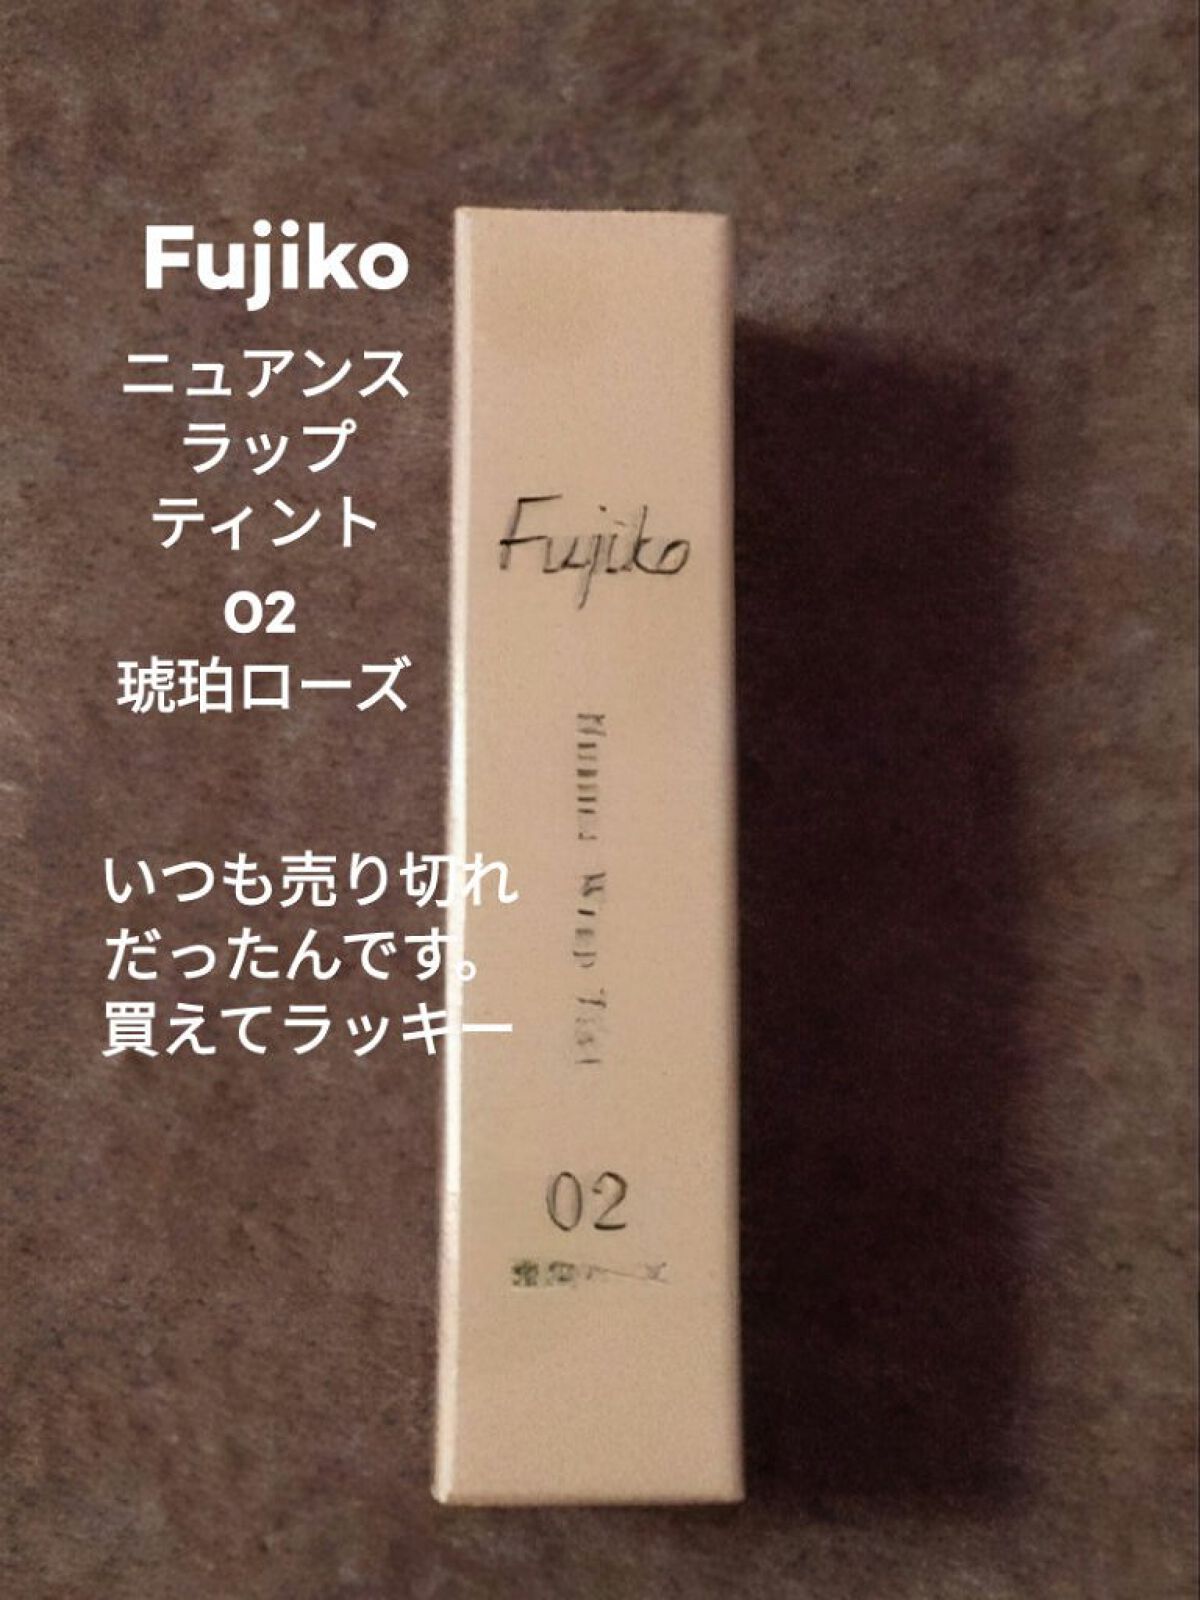 Fujiko
ニュアンス
ラップ
ティント
02
琥珀ローズ
いつも売り切れ
だったんです。
買えてラッキー
Fujiko
Nuance Wrap Tint
02